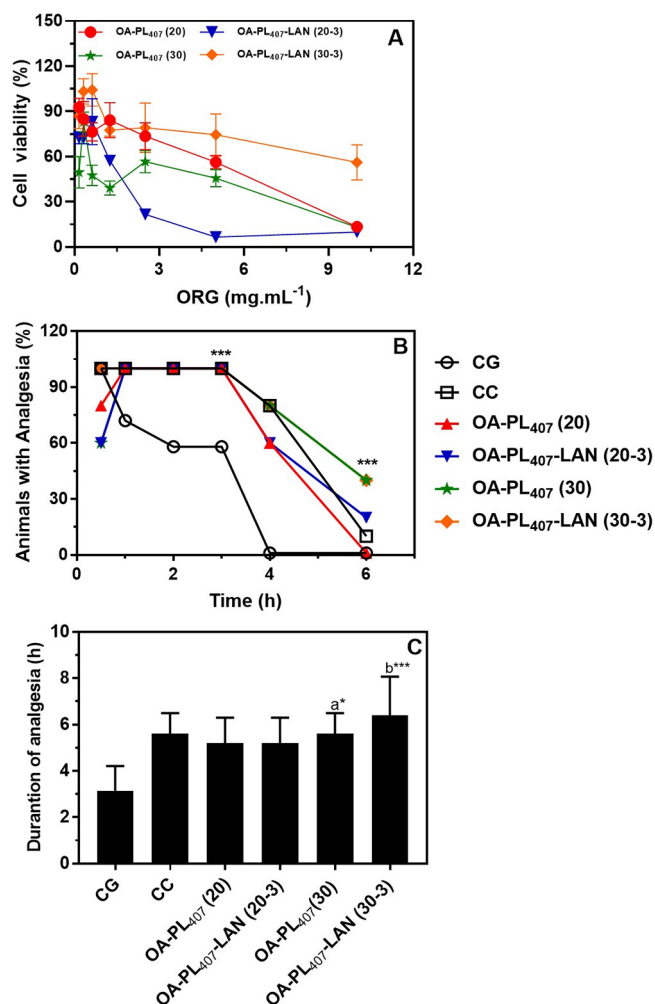 OA-PL407 (20) OA-PL407-LAN (20-3) A
OA-PL407 (30) OA-PL407-LAN (30-3)
150
120
90
60
30
0
Cell viability (%)
0 3 6 9 12
ORG (mg.mL-1)
B
***
***
120
90
60
30
0
Animals with Analgesia (%)
0 2 4 6
Time (h)
CG
CC
OA-PL407 (20)
OA-PL407-LAN (20-3)
OA-PL407 (30)
OA-PL407-LAN (30-3)
C
b***
a*
10
8
6
4
2
0
Durantion of analgesia (h)
CG
CC
OA-PL407 (20)
OA-PL407-LAN (20-3)
OA-PL407(30)
OA-PL407-LAN (30-3)